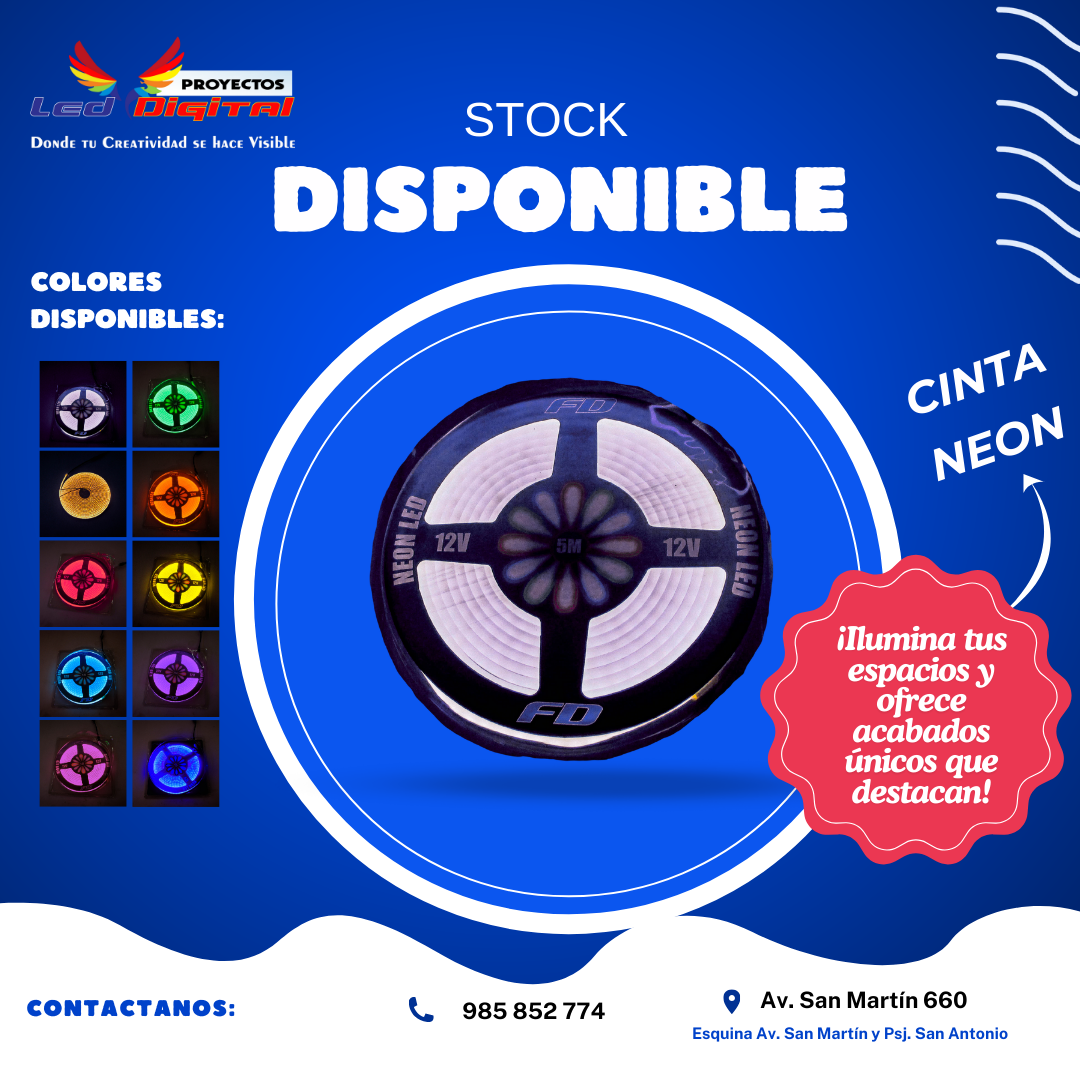 PROYECTOS
Led Digital
Donde tu Creatividad se hace Visible
STOCK
DISPONIBLE
COLORES
DISPONIBLES:
CINTA
NEON
FD
NEON LED
12V
5M
12V
NEON LED
FD
¡Ilumina tus
espacios y
ofrece
acabados
únicos que
destacan!
CONTACTANOS:
985 852 774
Av. San Martín 660
Esquina Av. San Martín y Psj. San Antonio